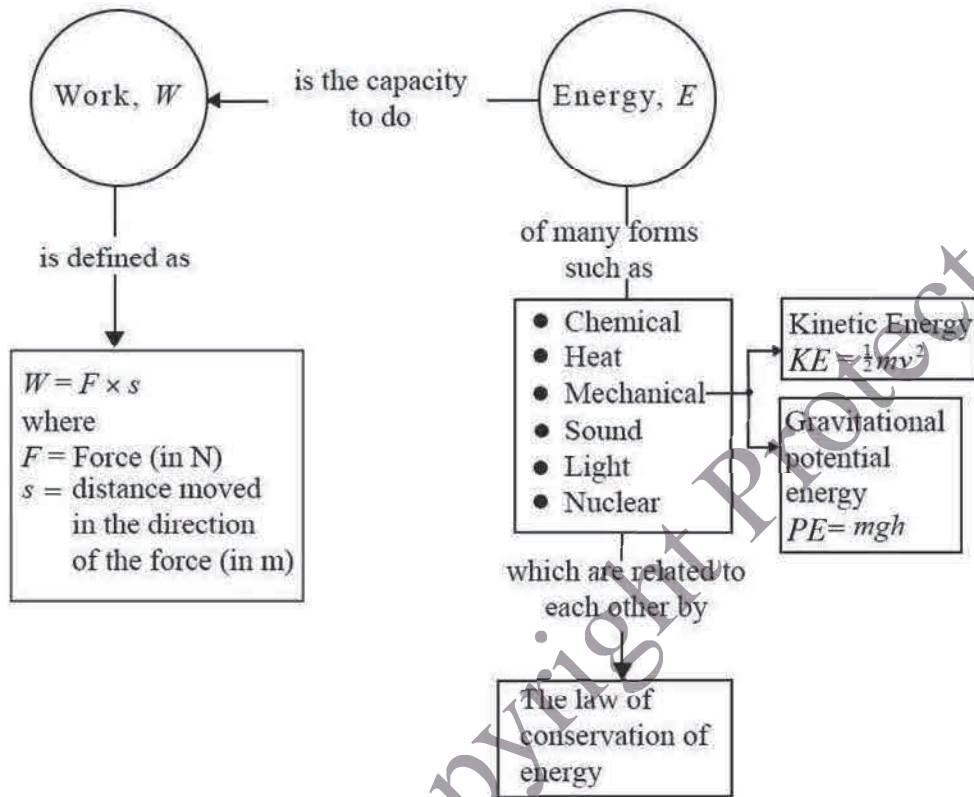 Work, W
is the capacity
to do
Energy, E
is defined as
W = F × s
where
F = Force (in N)
s = distance moved
in the direction
of the force (in m)
of many forms
such as
● Chemical
● Heat
● Mechanical
● Sound
● Light
● Nuclear
Kinetic Energy
KE = ½mv²
Gravitational
potential
energy
PE = mgh
which are related to
each other by
The law of
conservation of
energy